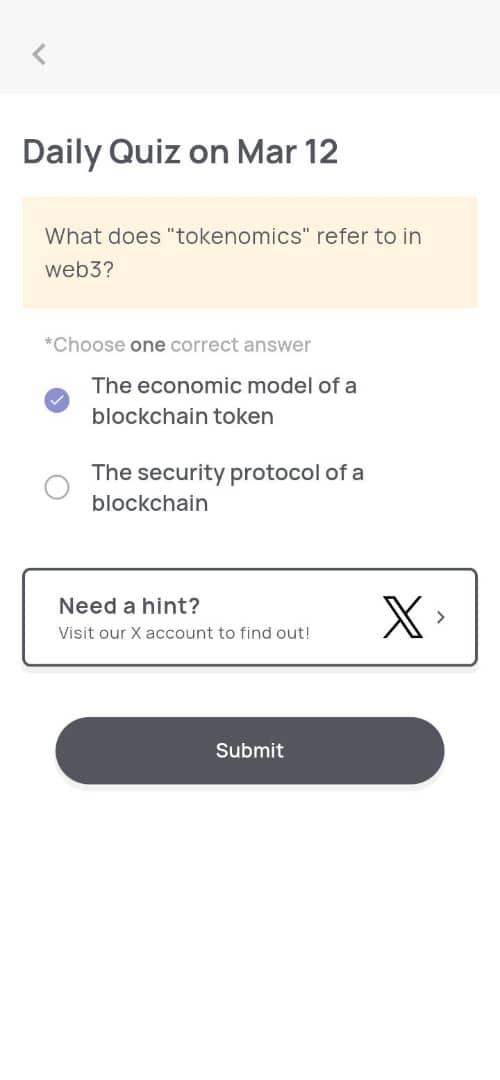 Daily Quiz on Mar 12
What does "tokenomics" refer to in
web3?
*Choose one correct answer
The economic model of a
blockchain token
The security protocol of a
blockchain
Need a hint?
Visit our X account to find out!
Submit